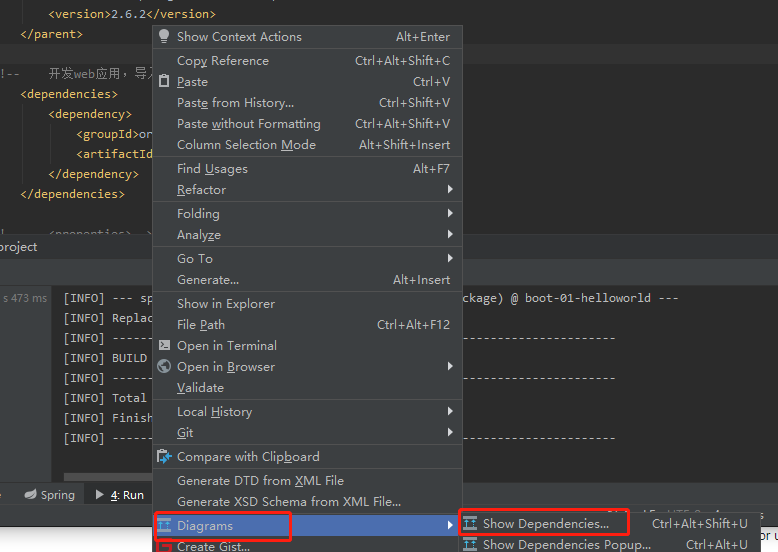 <version>2.6.2</version>
</parent>
!-- 开发web应用，导入
<dependencies>
<dependency>
<groupId>or
<artifactId
</dependency>
</dependencies>
<properties>
project
s 473 ms
[INFO] --- sp
ckage) @ boot-01-helloworld ---
[INFO] Replac
[INFO] ------------------------------------------------------------------------
[INFO] BUILD
[INFO] ------------------------------------------------------------------------
[INFO] Total
[INFO] Finish
[INFO] ------------------------------------------------------------------------
Spring
4: Run
Show Context Actions Alt+Enter
Copy Reference Ctrl+Alt+Shift+C
Paste Ctrl+V
Paste from History... Ctrl+Shift+V
Paste without Formatting Ctrl+Alt+Shift+V
Column Selection Mode Alt+Shift+Insert
Find Usages Alt+F7
Refactor
Folding
Analyze
Go To
Generate... Alt+Insert
Show in Explorer
File Path Ctrl+Alt+F12
Open in Terminal
Open in Browser
Validate
Local History
Git
Compare with Clipboard
Generate DTD from XML File
Generate XSD Schema from XML File...
Diagrams
Create Gist...
Show Dependencies... Ctrl+Alt+Shift+U
Show Dependencies Popup... Ctrl+Alt+U